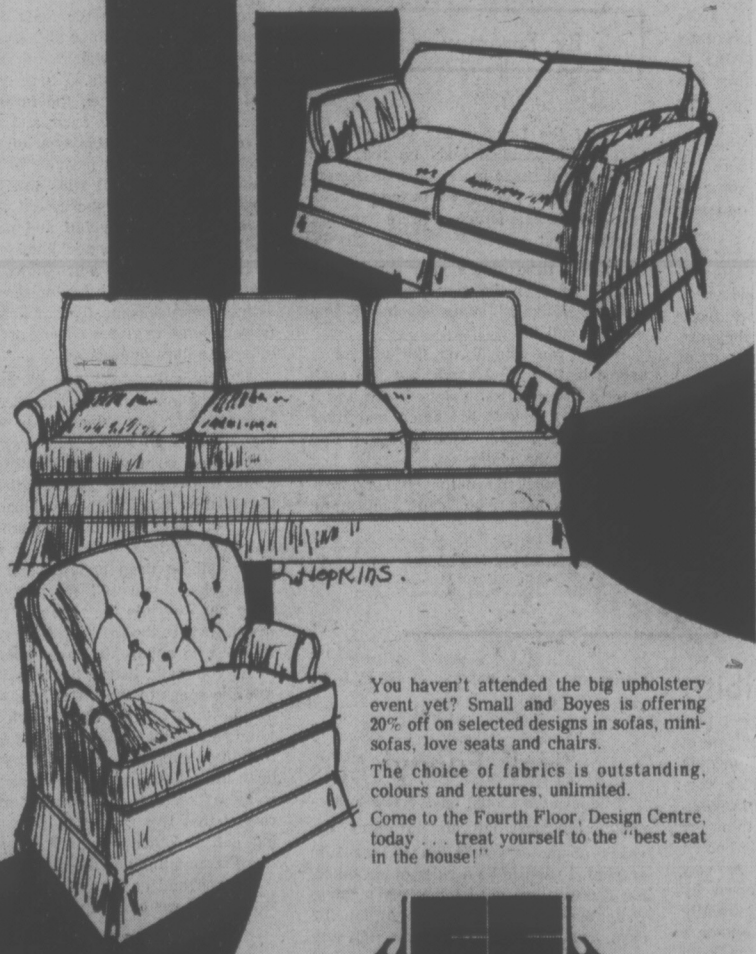 Hopkins.
You haven't attended the big upholstery
event yet? Small and Boyes is offering
20% off on selected designs in sofas, mini-
sofas, love seats and chairs.
The choice of fabrics is outstanding,
colours and textures, unlimited.
Come to the Fourth Floor, Design Centre,
today . . . treat yourself to the "best seat
in the house!"